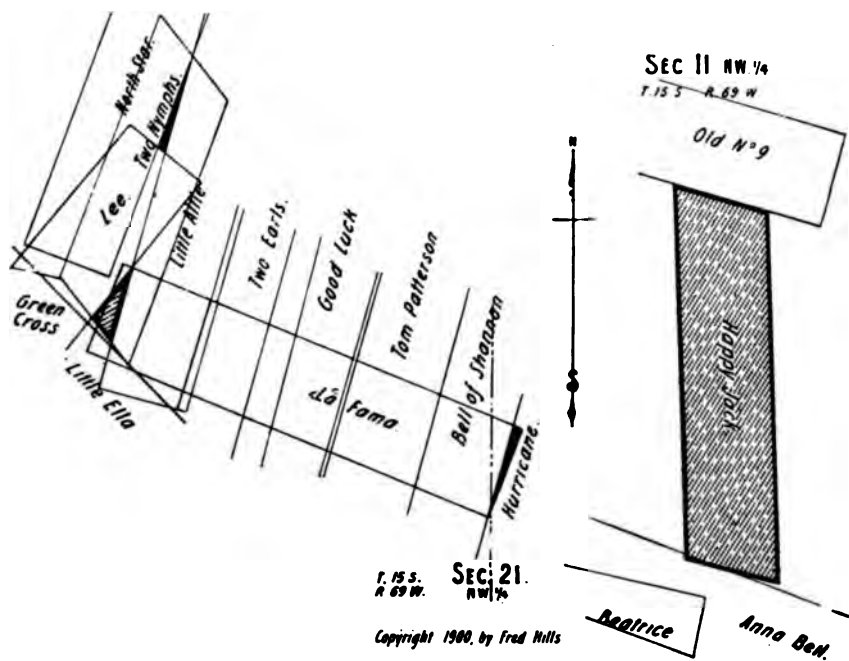 North Star.
Two Nymphs.
Lee
Little Allie
Two Earls.
Good Luck
Tom Patterson
Bell of Shannon
Green
Cross
Little Ella
"La" Fama
Hurricane.
T. 15 S.
R 69 W.
SEC. 21.
NW ¼
Copyright 1900, by Fred Hills
N
S
SEC 11 NW ¼
T. 15 S R. 69 W
Old Nº 9
Happy Jack
Beatrice
Anna Bell.